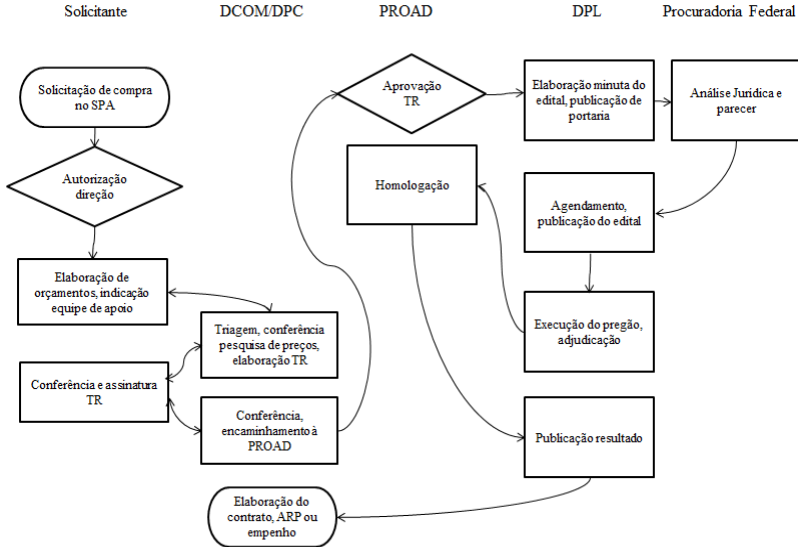 Solicitante
DCOM/DPC
PROAD
DPL
Procuradoria Federal
Solicitação de compra
no SPA
Autorização
direção
Elaboração de
orçamentos, indicação
equipe de apoio
Triagem, conferência
pesquisa de preços,
elaboração TR
Conferência e assinatura
TR
Conferência,
encaminhamento à
PROAD
Aprovação
TR
Elaboração minuta do
edital, publicação de
portaria
Análise Jurídica e
parecer
Agendamento,
publicação do edital
Execução do pregão,
adjudicação
Homologação
Publicação resultado
Elaboração do
contrato, ARP ou
empenho